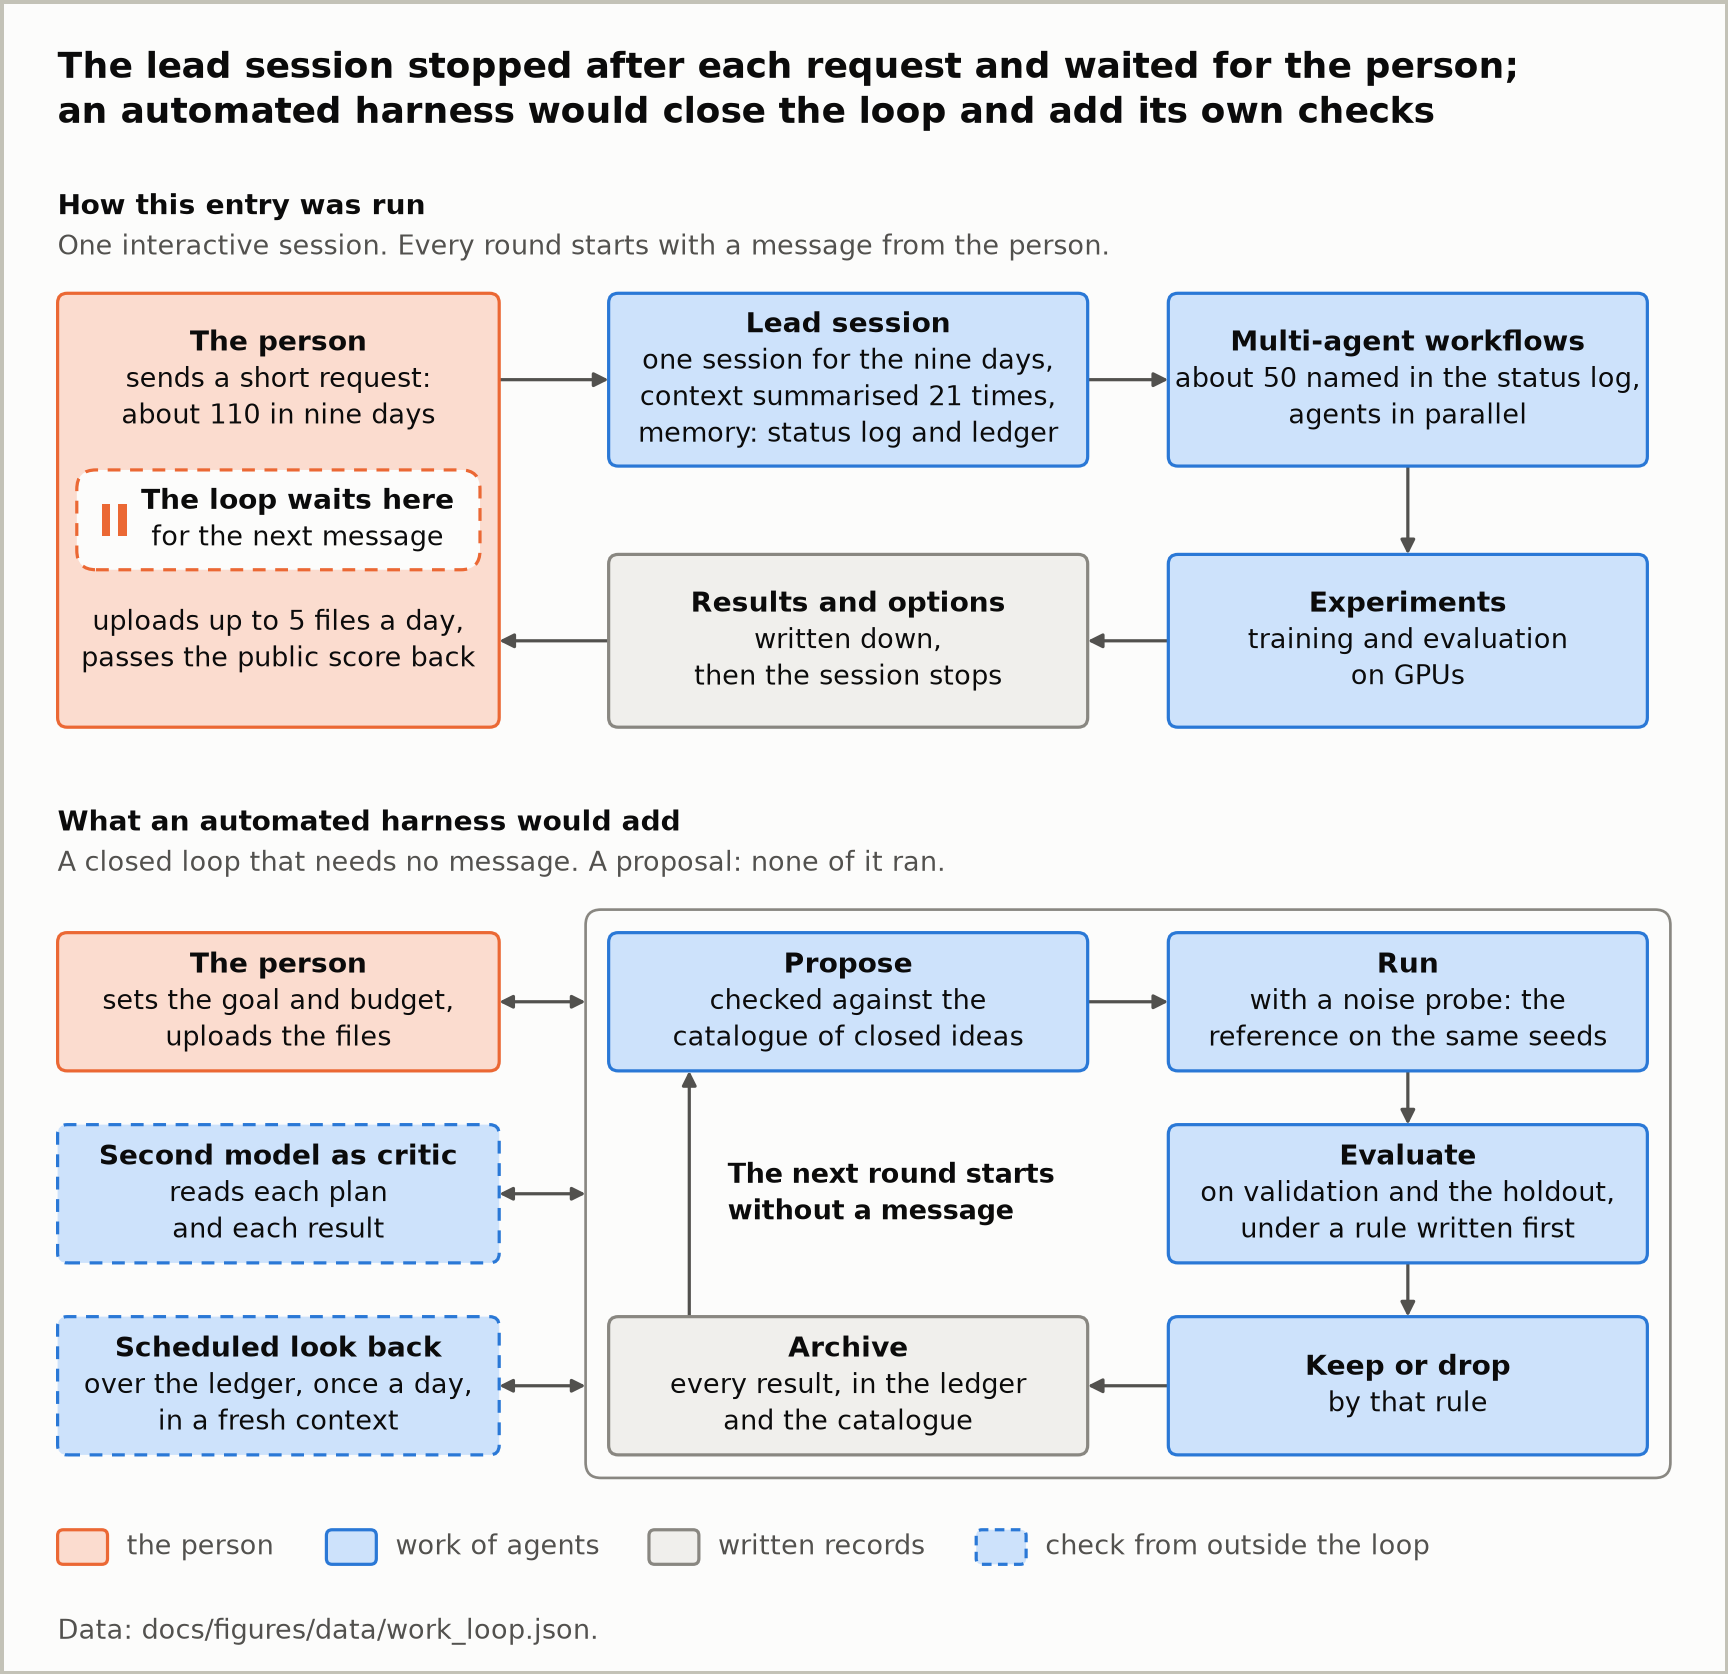 The lead session stopped after each request and waited for the person;
an automated harness would close the loop and add its own checks
How this entry was run
One interactive session. Every round starts with a message from the person.
The person
sends a short request:
about 110 in nine days
The loop waits here
for the next message
uploads up to 5 files a day,
passes the public score back
Lead session
one session for the nine days,
context summarised 21 times,
memory: status log and ledger
Multi-agent workflows
about 50 named in the status log,
agents in parallel
Experiments
training and evaluation
on GPUs
Results and options
written down,
then the session stops
What an automated harness would add
A closed loop that needs no message. A proposal: none of it ran.
The person
sets the goal and budget,
uploads the files
Second model as critic
reads each plan
and each result
Scheduled look back
over the ledger, once a day,
in a fresh context
Propose
checked against the
catalogue of closed ideas
Run
with a noise probe: the
reference on the same seeds
Evaluate
on validation and the holdout,
under a rule written first
Keep or drop
by that rule
Archive
every result, in the ledger
and the catalogue
The next round starts
without a message
the person
work of agents
written records
check from outside the loop
Data: docs/figures/data/work_loop.json.